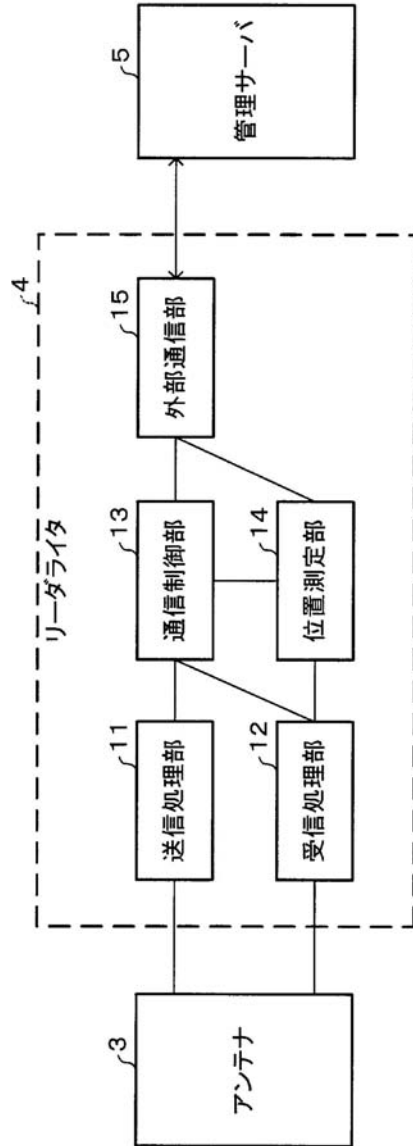 リーダライタ
4
3
アンテナ
11
送信処理部
13
通信制御部
15
外部通信部
5
管理サーバ
12
受信処理部
14
位置測定部